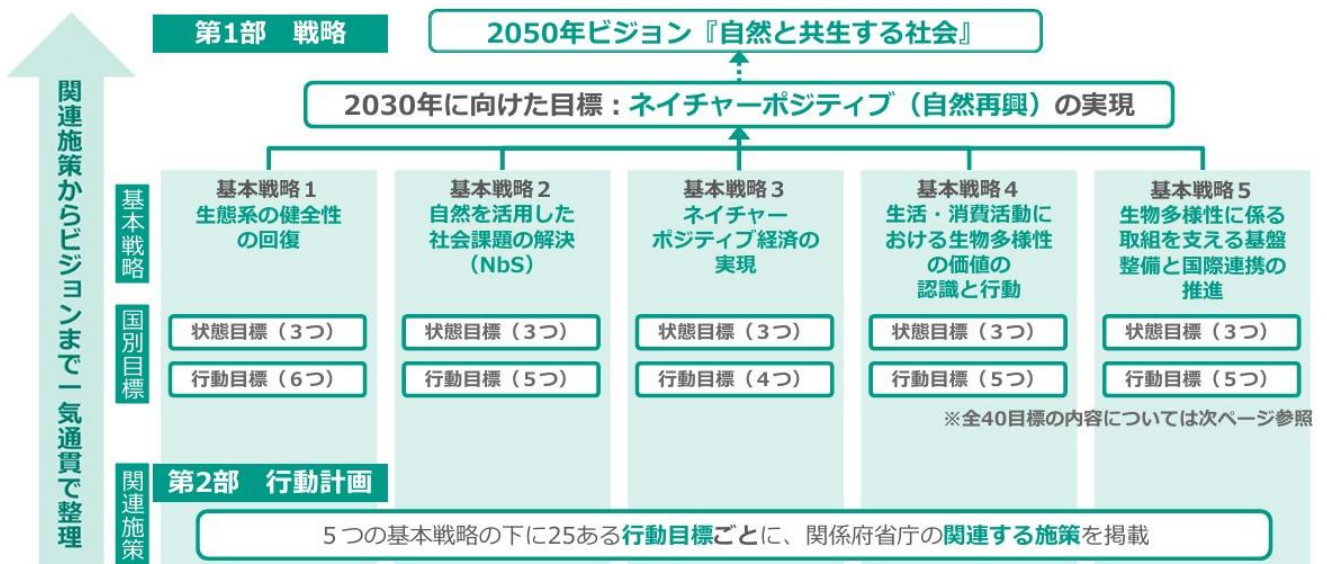 関連施策からビジョンまで一気通貫で整理
第1部 戦略
2050年ビジョン『自然と共生する社会』
2030年に向けた目標：ネイチャーポジティブ（自然再興）の実現
基本戦略
基本戦略1
生態系の健全性
の回復
基本戦略2
自然を活用した
社会課題の解決
（NbS）
基本戦略3
ネイチャー
ポジティブ経済の
実現
基本戦略4
生活・消費活動に
おける生物多様性
の価値の
認識と行動
基本戦略5
生物多様性に係る
取組を支える基盤
整備と国際連携の
推進
国別目標
状態目標（3つ）
状態目標（3つ）
状態目標（3つ）
状態目標（3つ）
状態目標（3つ）
行動目標（6つ）
行動目標（5つ）
行動目標（4つ）
行動目標（5つ）
行動目標（5つ）
※全40目標の内容については次ページ参照
関連施策
第2部 行動計画
5つの基本戦略の下に25ある行動目標ごとに、関係府省庁の関連する施策を掲載